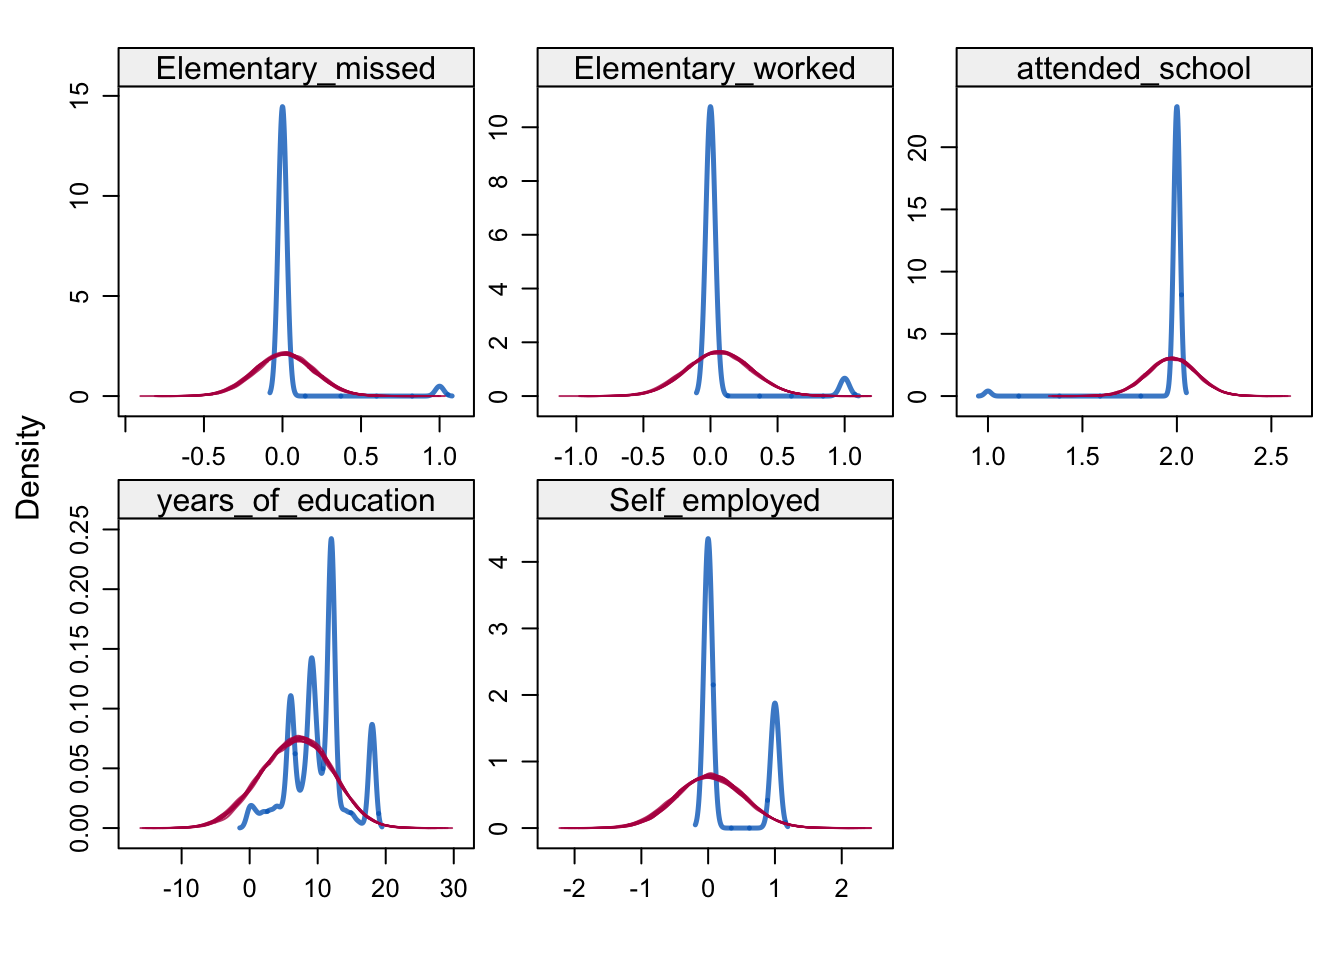 Elementary_missed
Elementary_worked
attended_school
15
10
5
0
10
8
6
4
2
0
20
15
10
5
0
-0.5 0.0 0.5 1.0
-1.0 -0.5 0.0 0.5 1.0
1.0 1.5 2.0 2.5
Density
years_of_education
Self_employed
0.25
0.20
0.15
0.10
0.05
0.00
4
3
2
1
0
-10 0 10 20 30
-2 -1 0 1 2